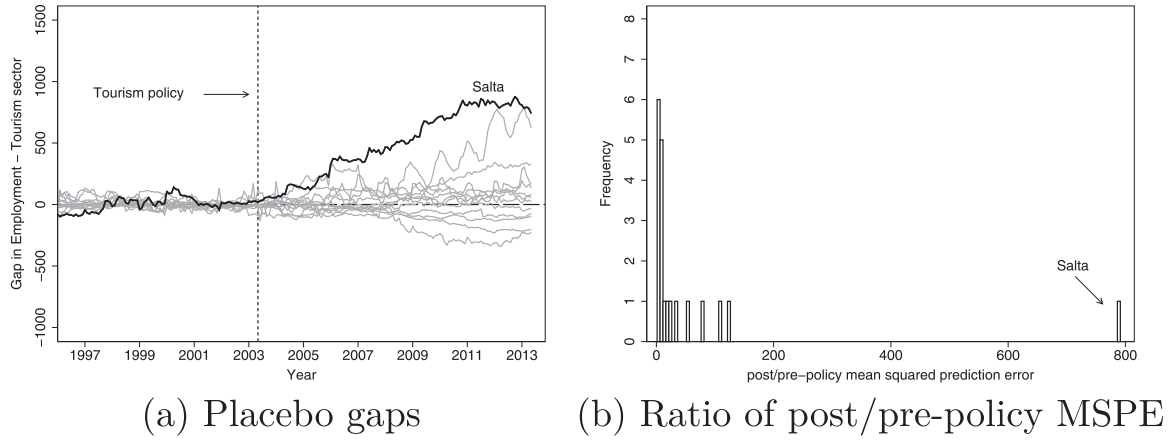 1500
1000
500
0
−500
−1000
Gap in Employment − Tourism sector
Tourism policy
Salta
1997 1999 2001 2003 2005 2007 2009 2011 2013
Year
(a) Placebo gaps
8
7
6
5
4
3
2
1
0
Frequency
Salta
0 200 400 600 800
post/pre−policy mean squared prediction error
(b) Ratio of post/pre-policy MSPE